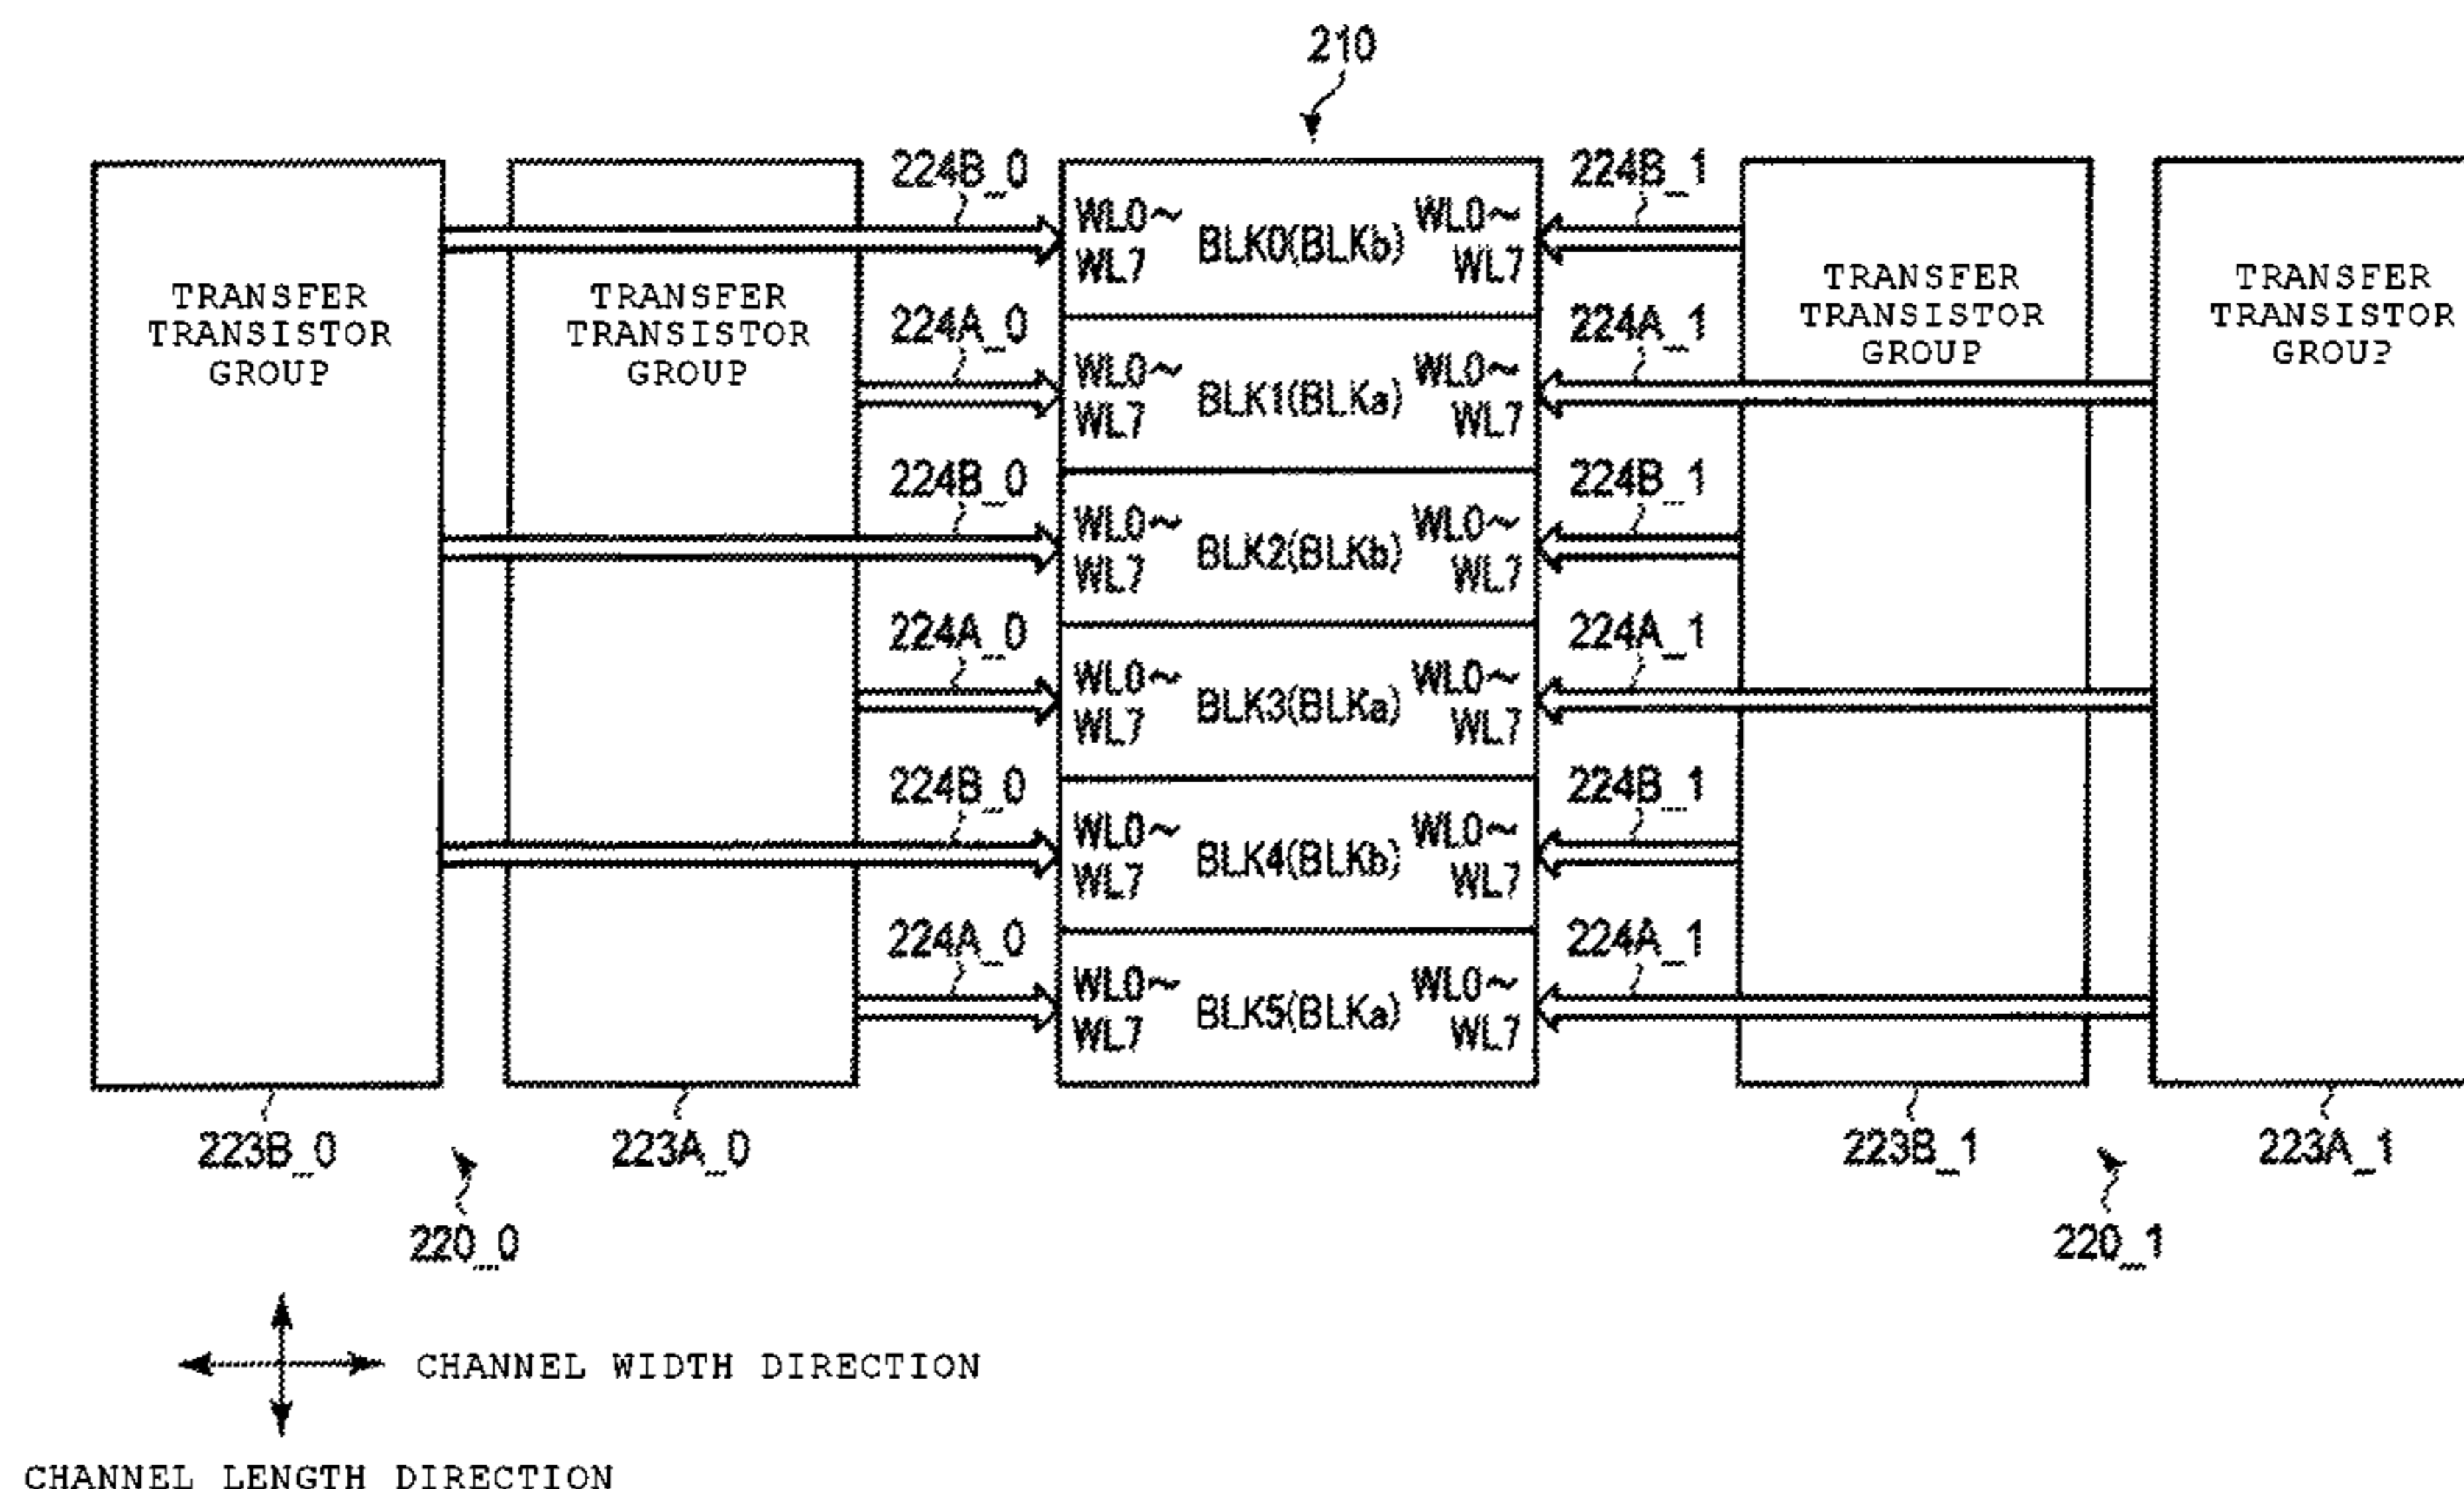 210
224B_0
224B_1
WL0~
WL7
BLK0(BLKb)
WL0~
WL7
TRANSFER
TRANSISTOR
GROUP
TRANSFER
TRANSISTOR
GROUP
TRANSFER
TRANSISTOR
GROUP
TRANSFER
TRANSISTOR
GROUP
224A_0
224A_1
WL0~
WL7
BLK1(BLKa)
WL0~
WL7
224B_0
224B_1
WL0~
WL7
BLK2(BLKb)
WL0~
WL7
224A_0
224A_1
WL0~
WL7
BLK3(BLKa)
WL0~
WL7
224B_0
224B_1
WL0~
WL7
BLK4(BLKb)
WL0~
WL7
224A_0
224A_1
WL0~
WL7
BLK5(BLKa)
WL0~
WL7
223B_0
223A_0
223B_1
223A_1
220_0
220_1
CHANNEL WIDTH DIRECTION
CHANNEL LENGTH DIRECTION